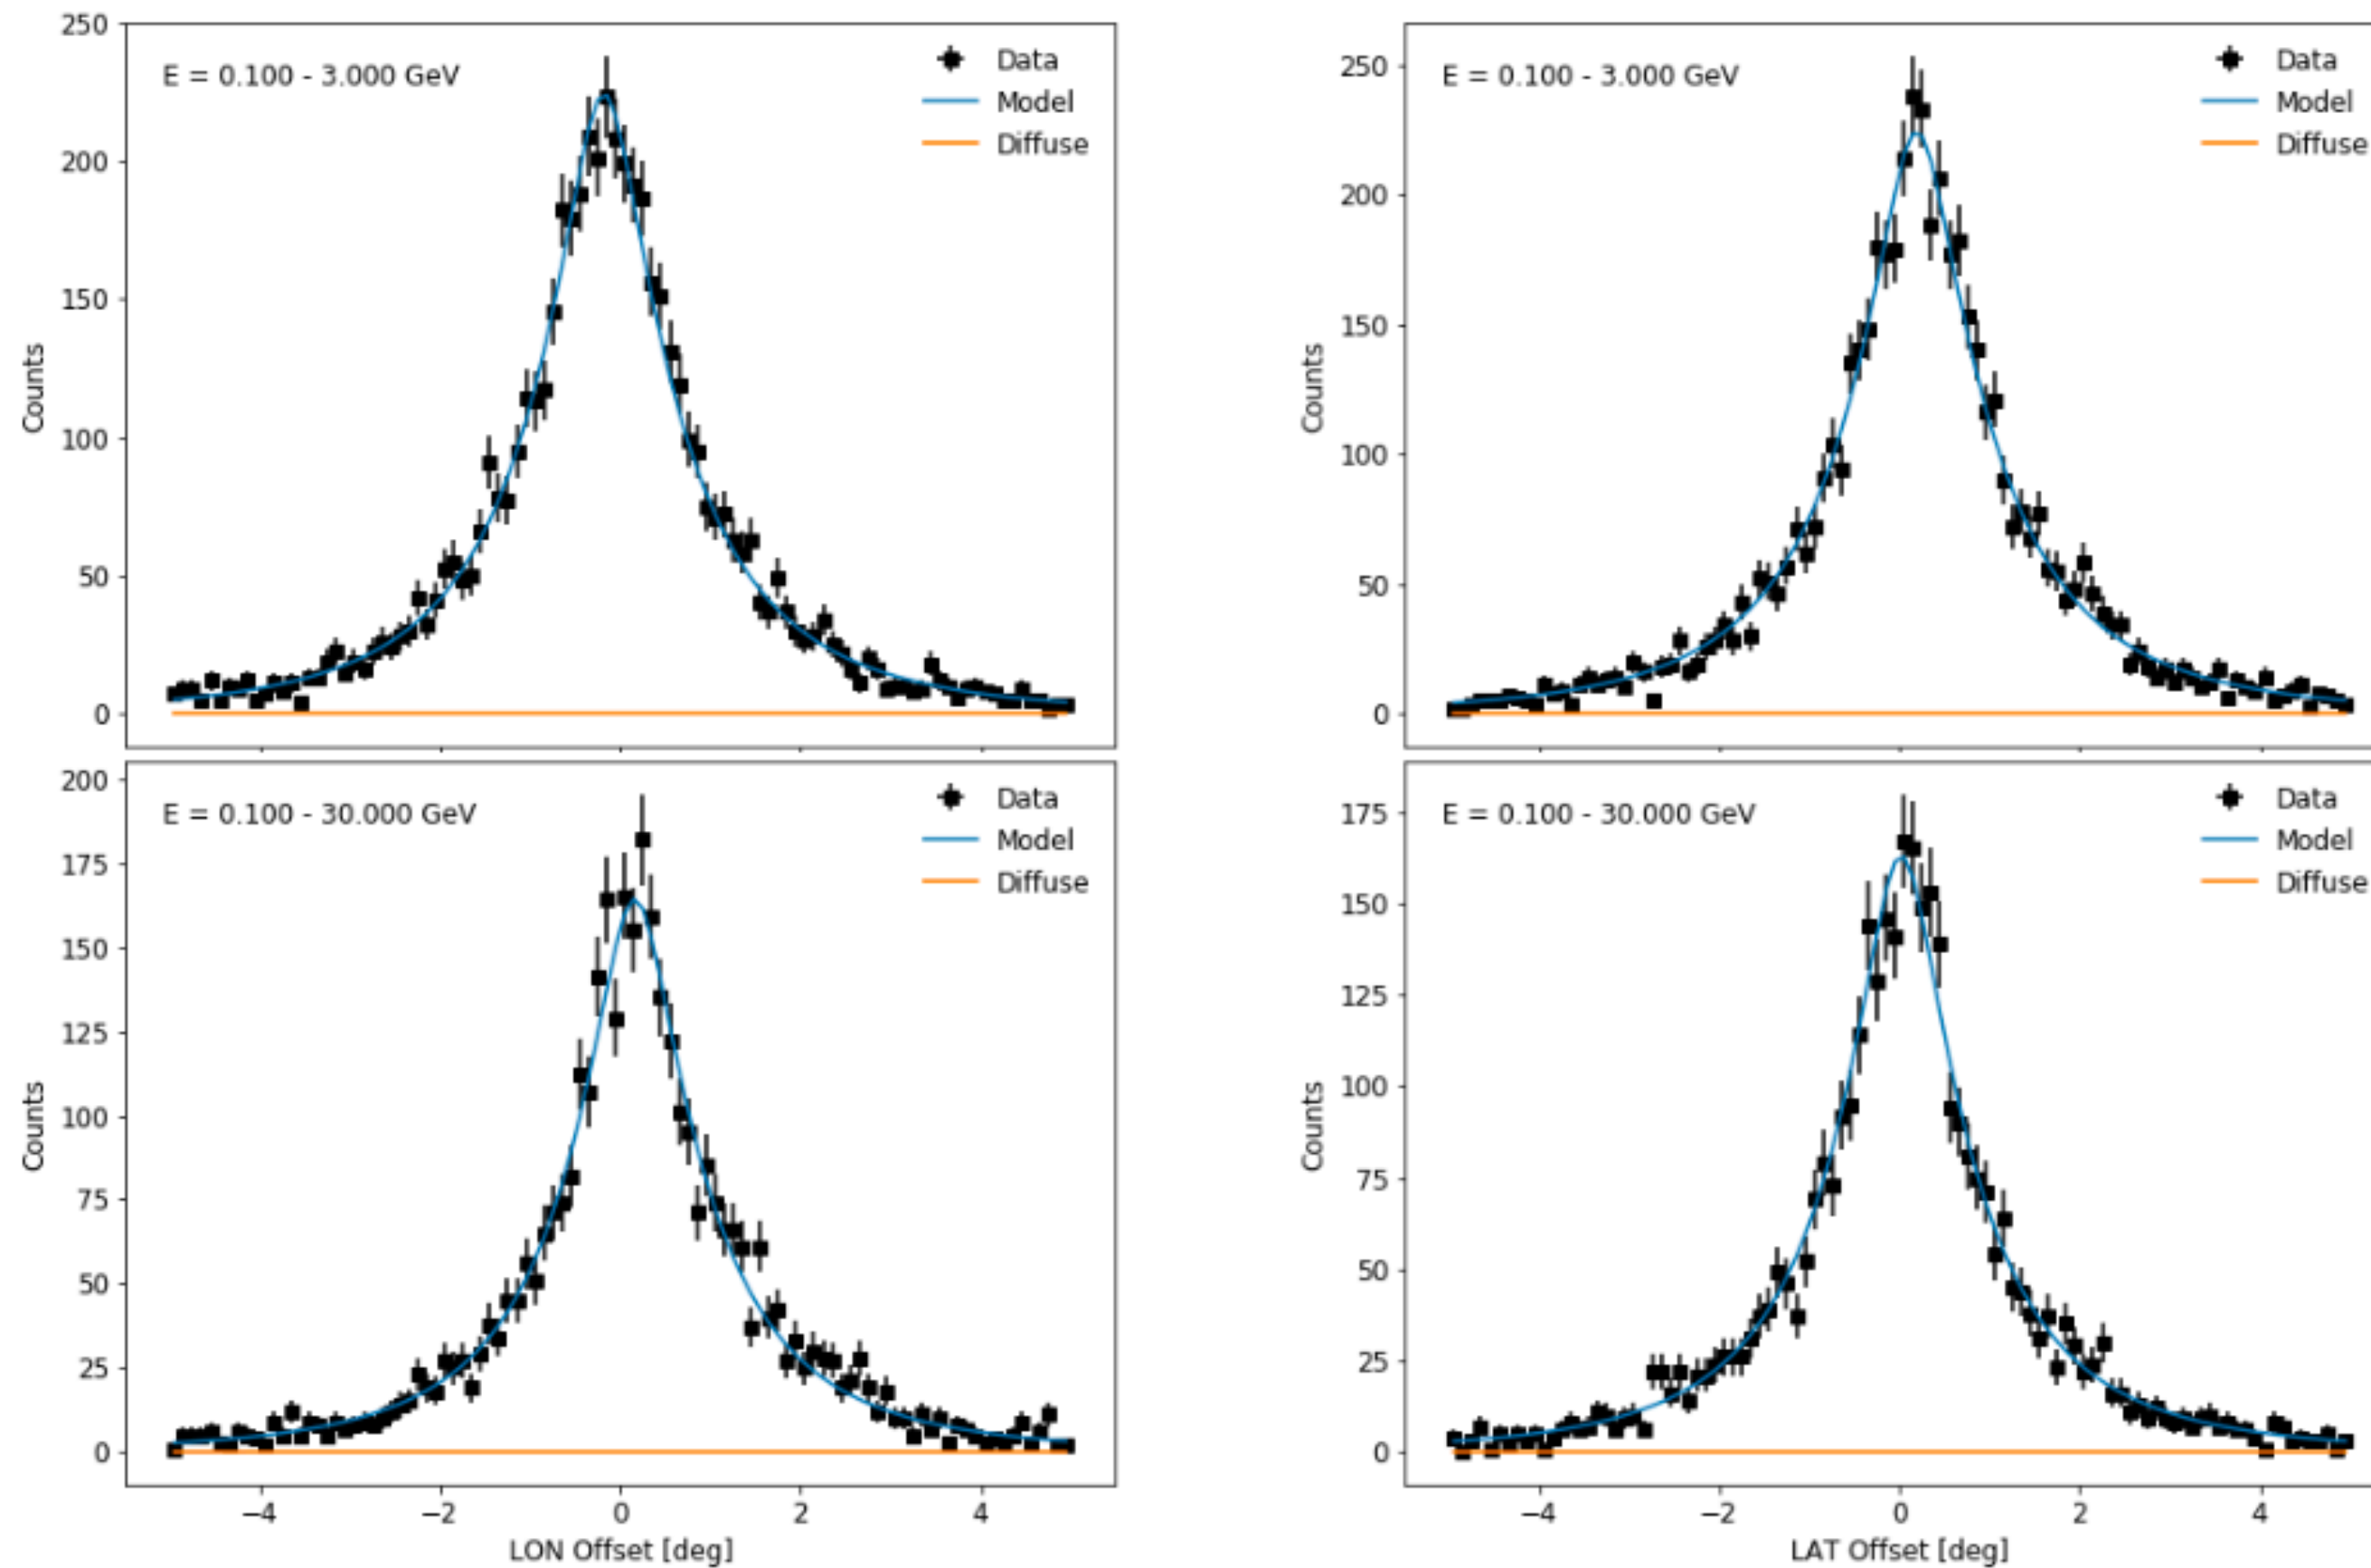 E = 0.100 - 3.000 GeV
Data
Model
Diffuse
250
200
150
100
50
0
Counts
E = 0.100 - 3.000 GeV
Data
Model
Diffuse
250
200
150
100
50
0
Counts
E = 0.100 - 30.000 GeV
Data
Model
Diffuse
200
175
150
125
100
75
50
25
0
Counts
−4
−2
0
2
4
LON Offset [deg]
E = 0.100 - 30.000 GeV
Data
Model
Diffuse
175
150
125
100
75
50
25
0
Counts
−4
−2
0
2
4
LAT Offset [deg]